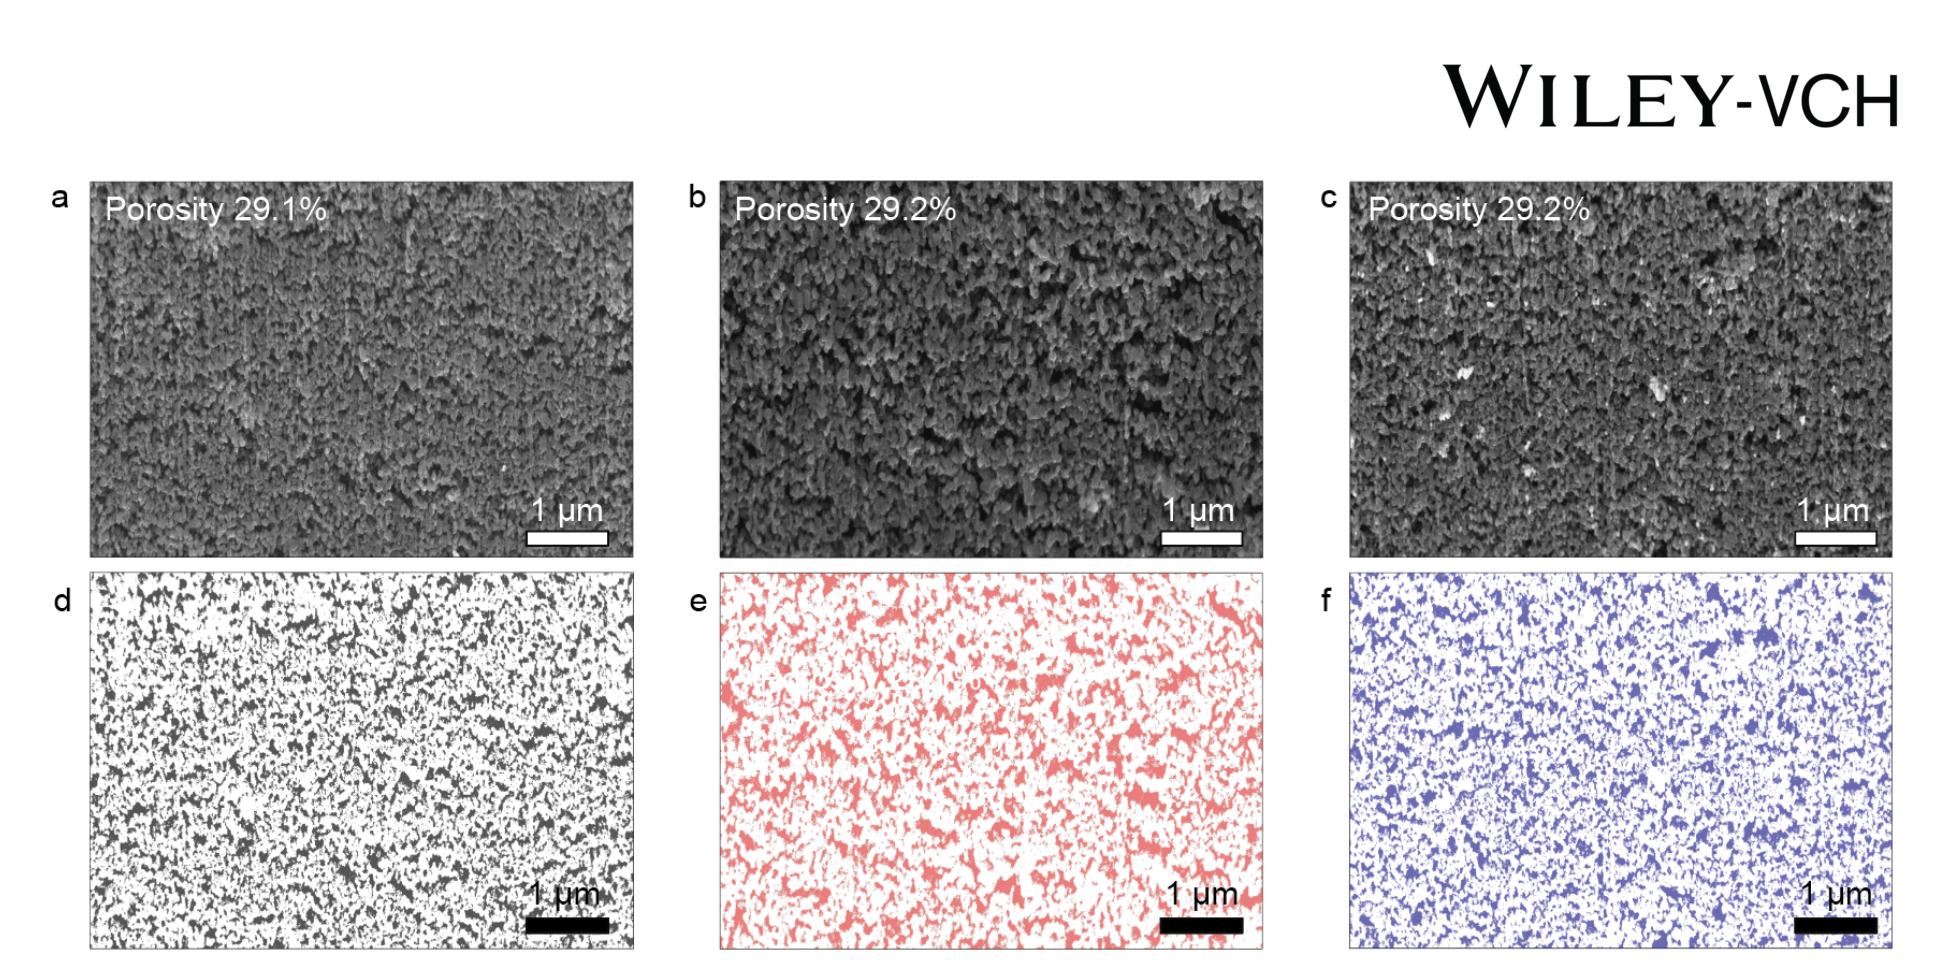 WILEY-VCH
a
Porosity 29.1%
1 µm
b
Porosity 29.2%
1 µm
c
Porosity 29.2%
1 µm
d
1 µm
e
1 µm
f
1 µm